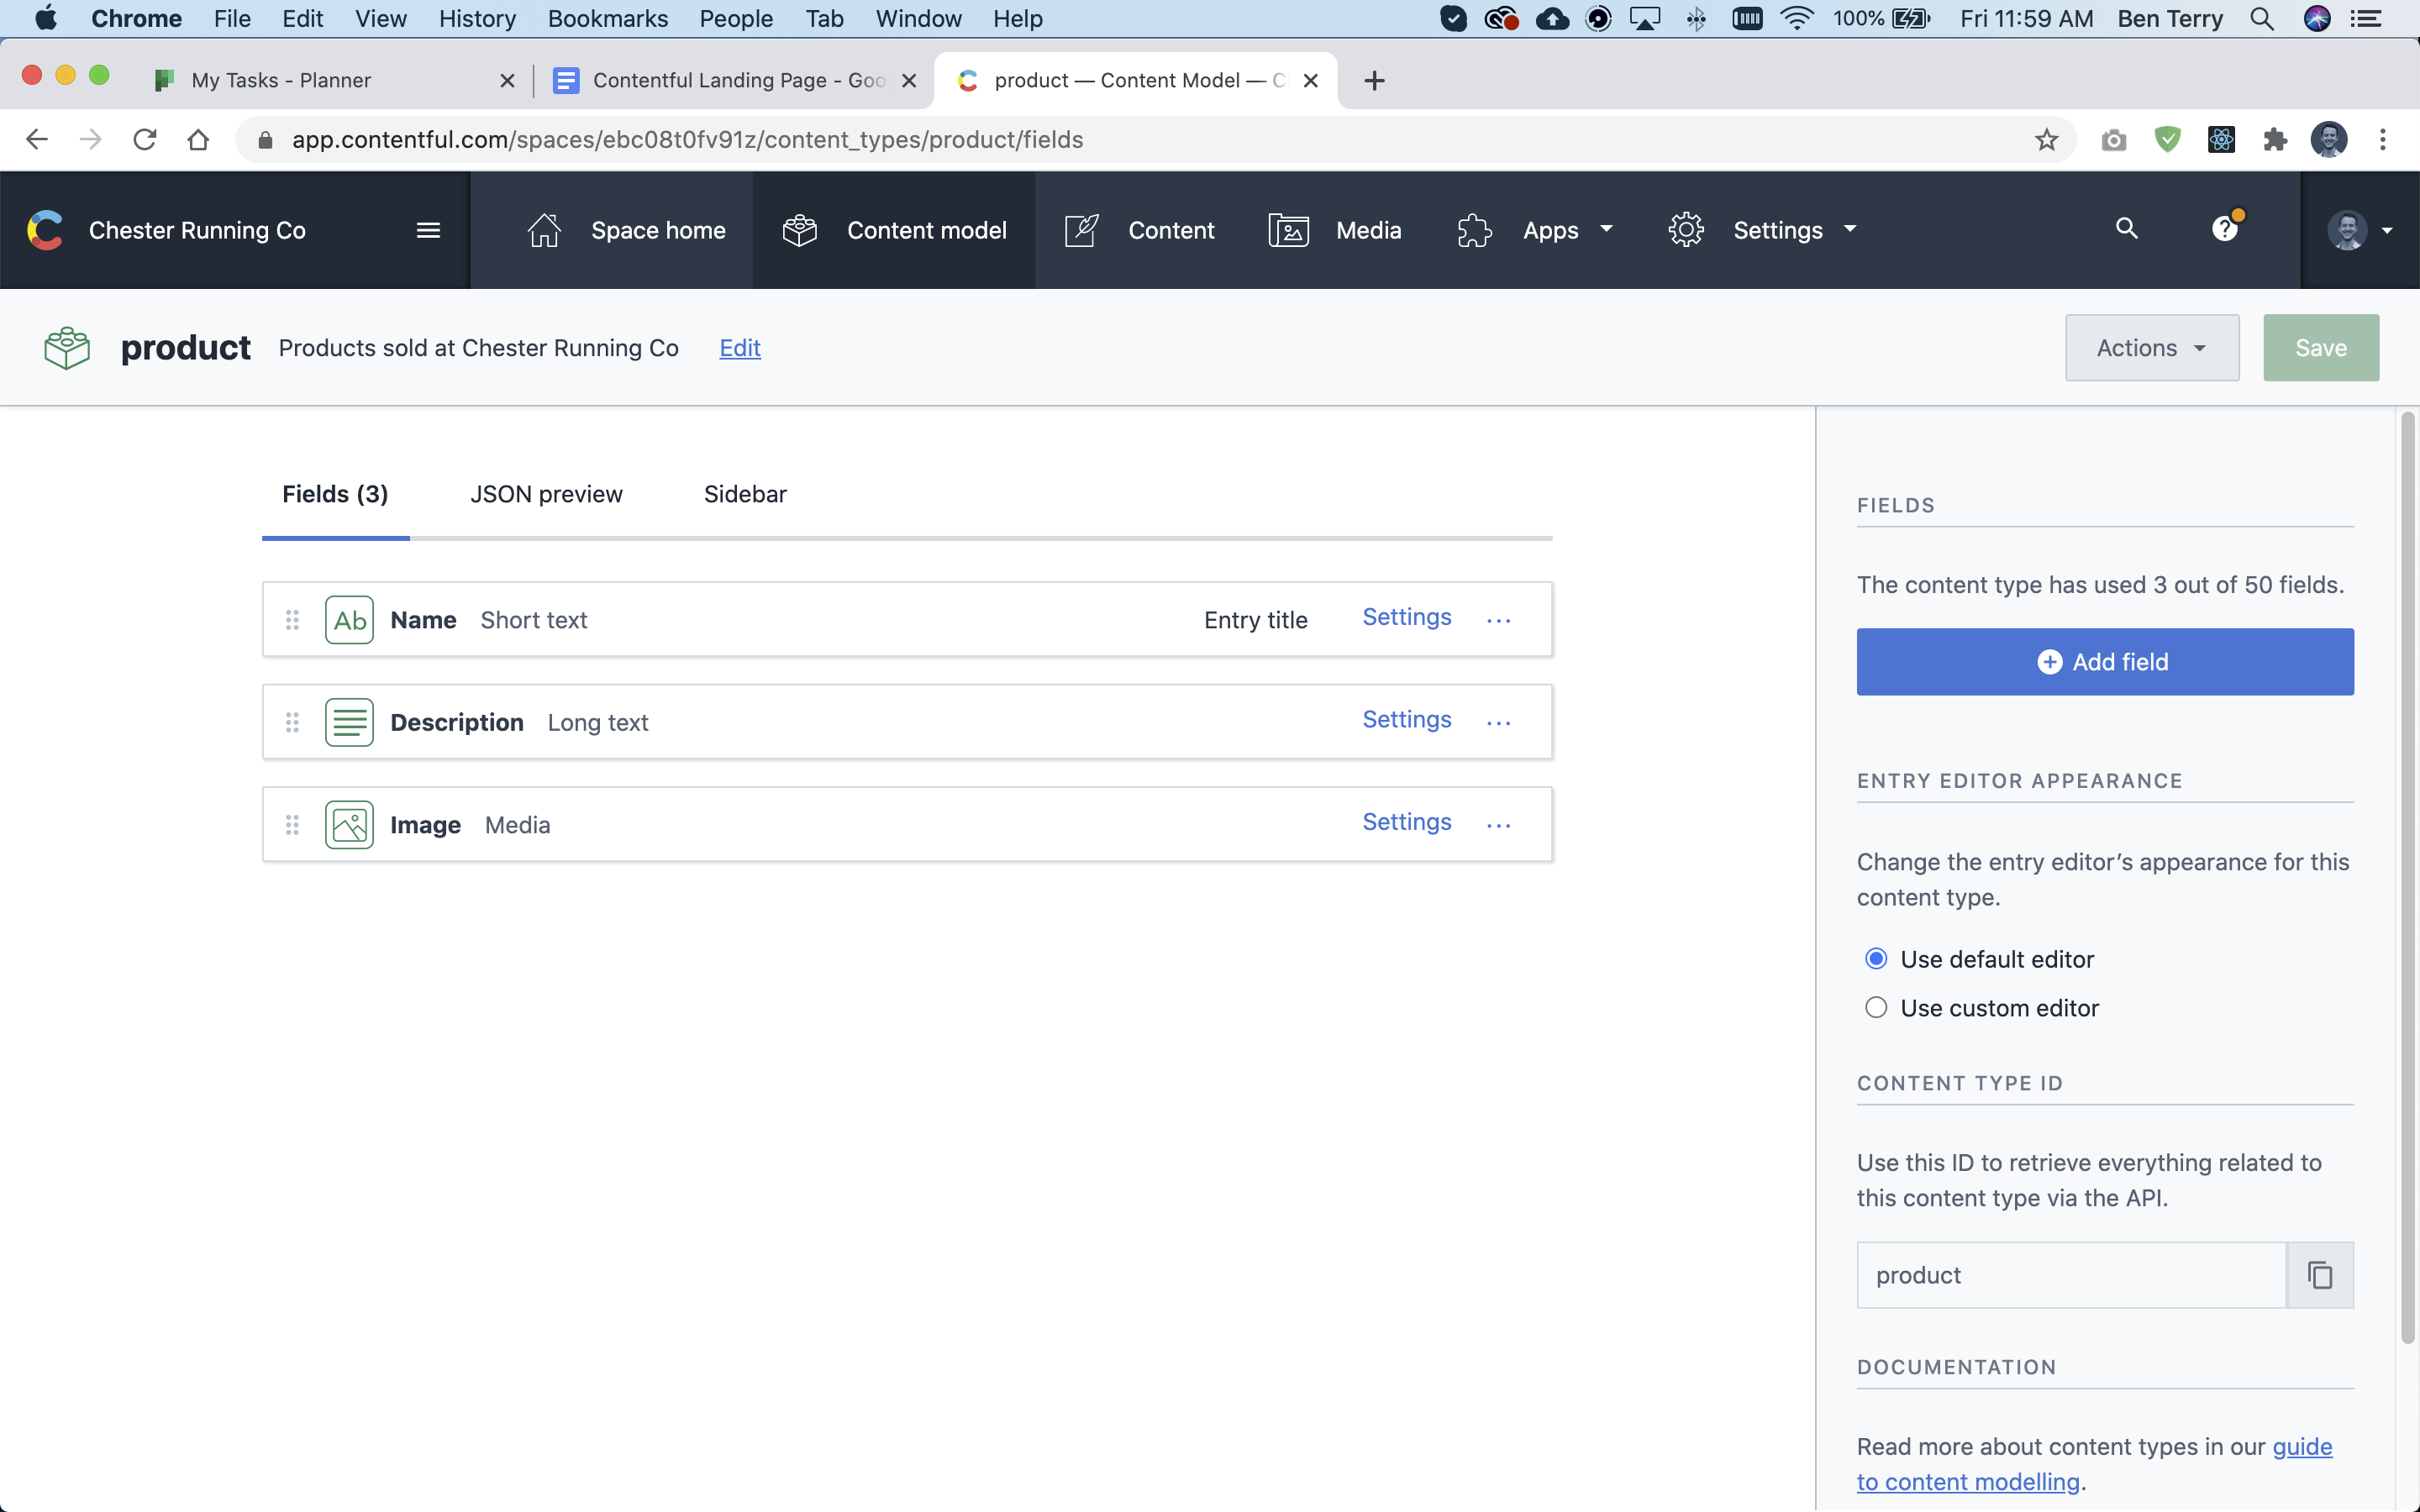 Chrome File Edit View History Bookmarks People Tab Window Help 100% Fri 11:59 AM Ben Terry
My Tasks - Planner Contentful Landing Page - Goo product — Content Model — C
app.contentful.com/spaces/ebc08t0fv91z/content_types/product/fields
Chester Running Co Space home Content model Content Media Apps Settings ?
product Products sold at Chester Running Co Edit Actions Save
Fields (3) JSON preview Sidebar
Ab Name Short text Entry title Settings ...
Description Long text Settings ...
Image Media Settings ...
FIELDS
The content type has used 3 out of 50 fields.
Add field
ENTRY EDITOR APPEARANCE
Change the entry editor’s appearance for this
content type.
Use default editor
Use custom editor
CONTENT TYPE ID
Use this ID to retrieve everything related to
this content type via the API.
product
DOCUMENTATION
Read more about content types in our guide
to content modelling.